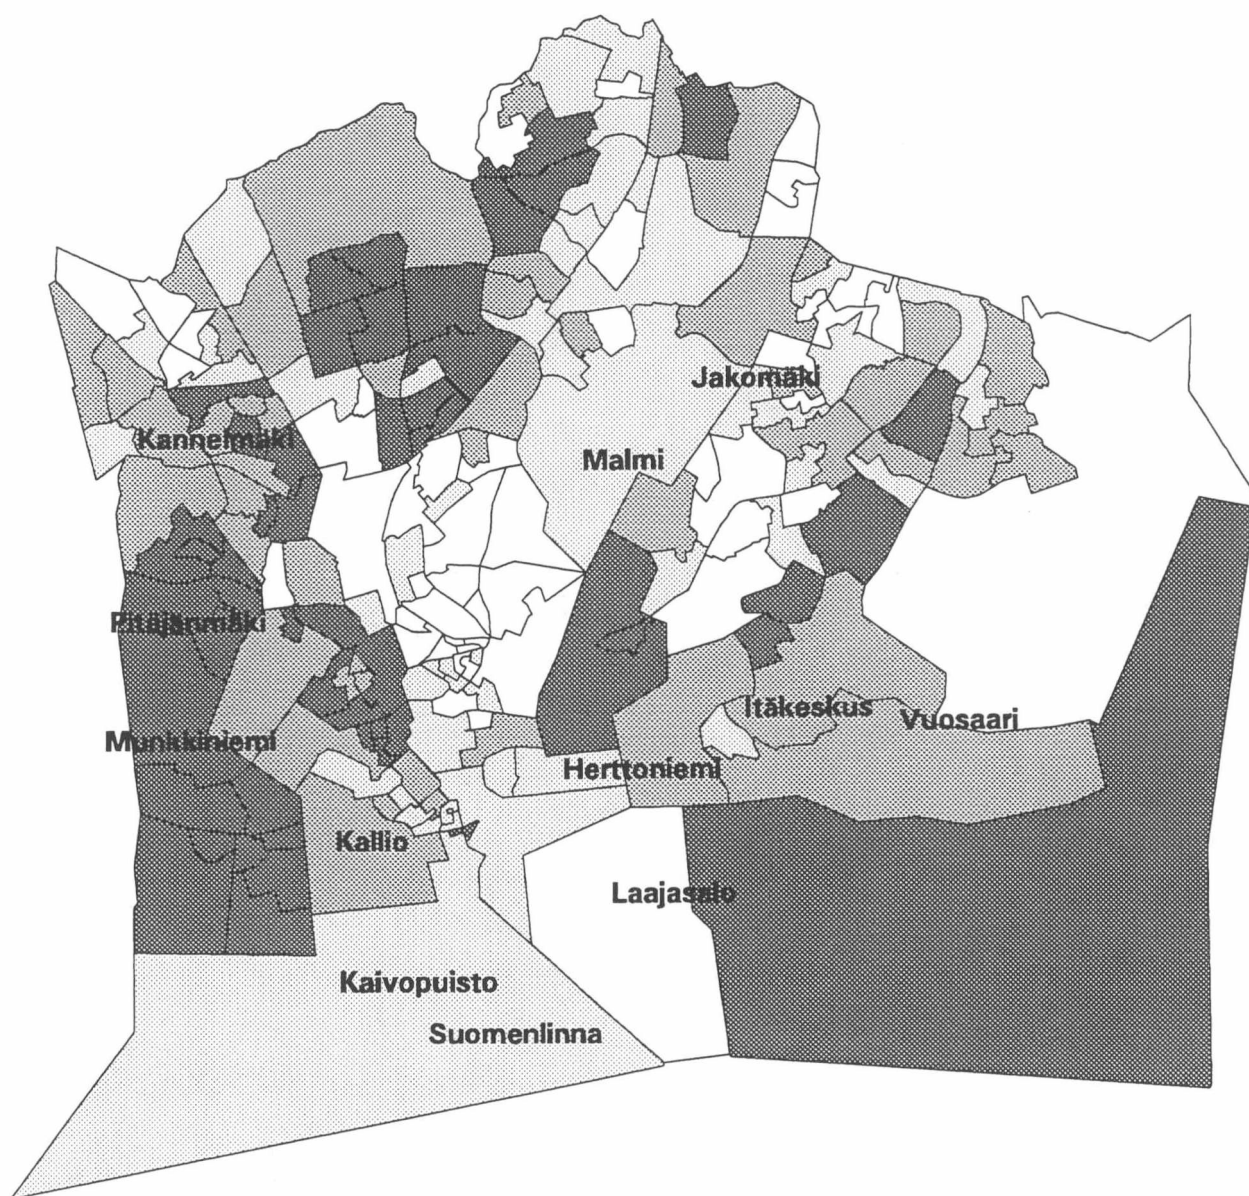 Jakomäki
Kannelmäki
Malmi
Pitäjänmäki
Itäkeskus
Vuosaari
Munkkiniemi
Herttoniemi
Kallio
Laajasalo
Kaivopuisto
Suomenlinna